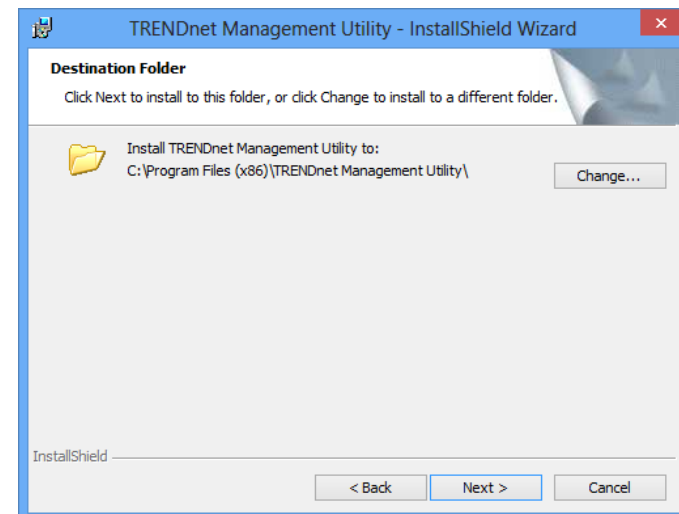 TRENDnet Management Utility - InstallShield Wizard
Destination Folder
Click Next to install to this folder, or click Change to install to a different folder.
Install TRENDnet Management Utility to:
C:\Program Files (x86)\TRENDnet Management Utility\
Change...
InstallShield
< Back
Next >
Cancel